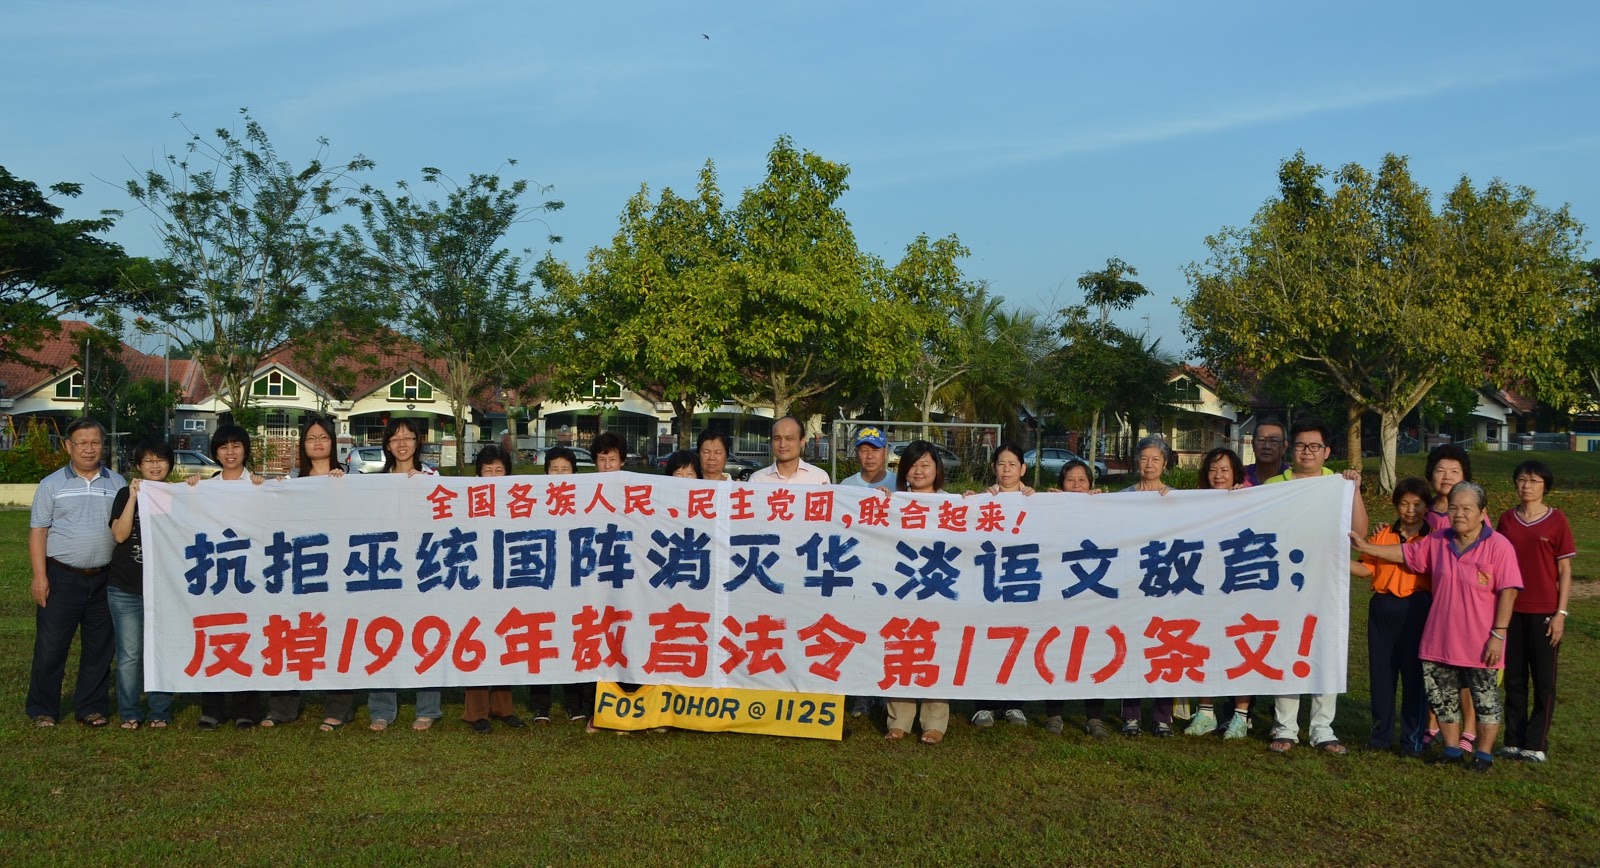 全国各族人民、民主党团,联合起来!
抗拒巫统国阵消灭华、淡语文教育;
反掉1996年教育法令第17(1)条文!
FOS JOHOR @ 1125